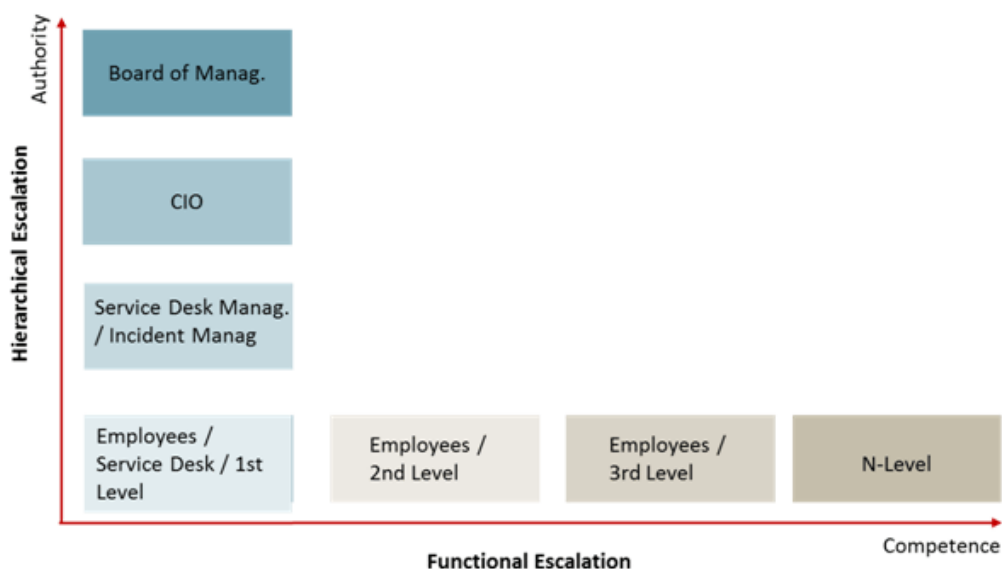 Authority
Hierarchical Escalation
Board of Manag.
CIO
Service Desk Manag.
/ Incident Manag
Employees /
Service Desk / 1st
Level
Employees /
2nd Level
Employees /
3rd Level
N-Level
Competence
Functional Escalation